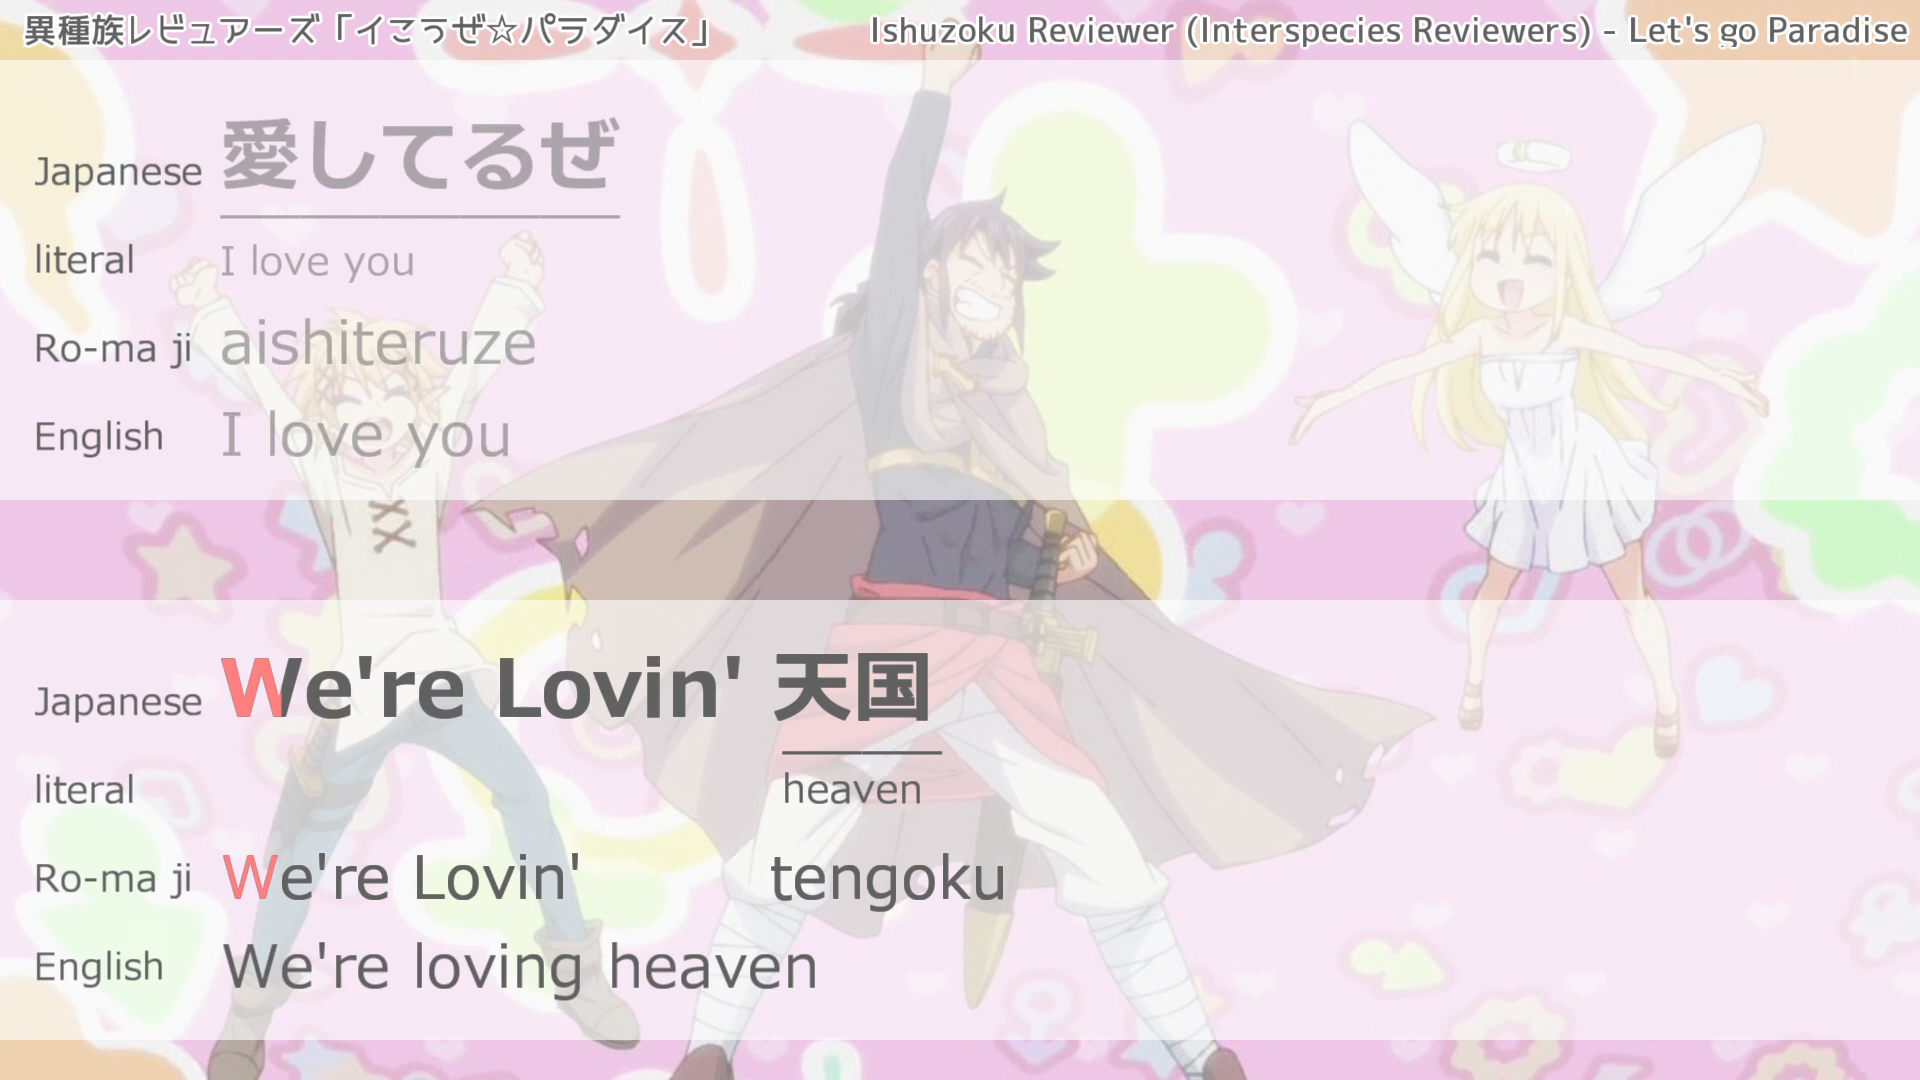 異種族レビュアーズ「イこうぜ☆パラダイス」 Ishuzoku Reviewer (Interspecies Reviewers) - Let's go Paradise
Japanese 愛してるぜ
literal I love you
Ro-ma ji aishiteruze
English I love you
Japanese We're Lovin' 天国
literal heaven
Ro-ma ji We're Lovin' tengoku
English We're loving heaven